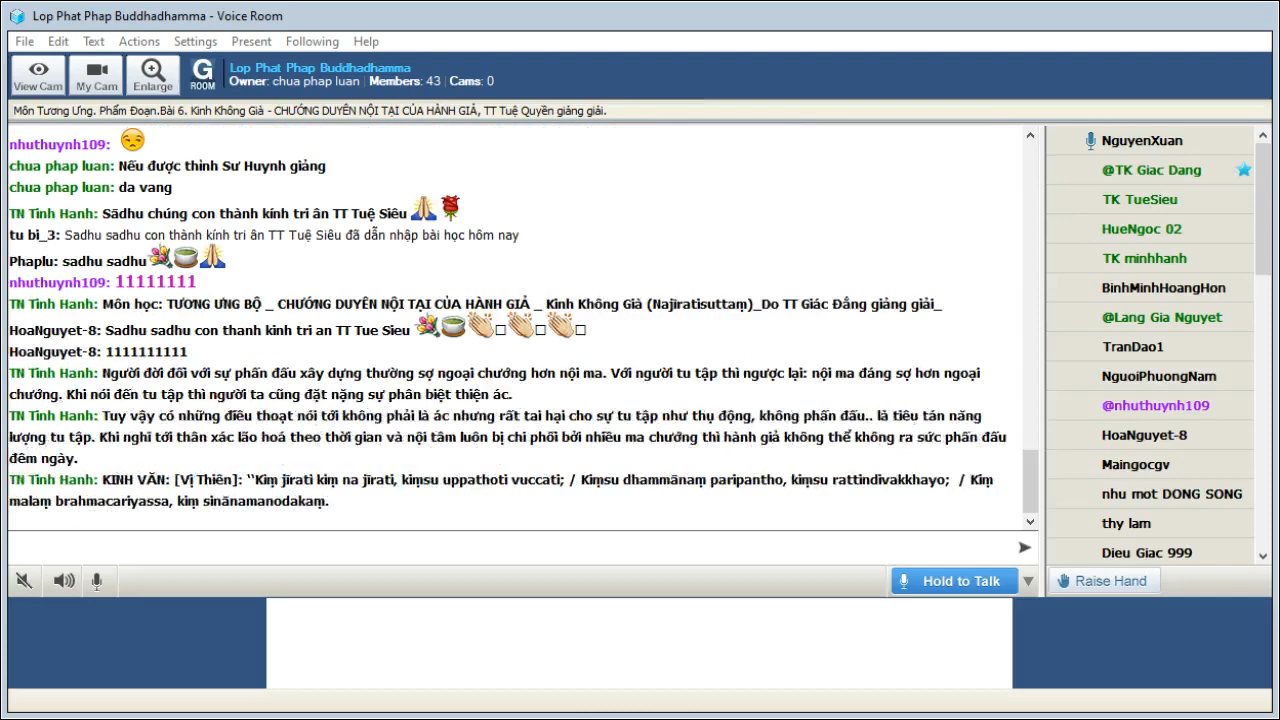 Lop Phat Phap Buddhadhamma - Voice Room
File Edit Text Actions Settings Present Following Help
View Cam My Cam Enlarge G ROOM
Lop Phat Phap Buddhadhamma
Owner: chua phap luan Members: 43 Cams: 0
Môn Tương Ưng. Phẩm Đoạn.Bài 6. Kinh Không Già - CHƯỚNG DUYÊN NỘI TẠI CỦA HÀNH GIẢ, TT Tuệ Quyền giảng giải.
nhuthuynh109:
chua phap luan: Nếu được thỉnh Sư Huynh giảng
chua phap luan: da vang
TN Tinh Hanh: Sādhu chúng con thành kính tri ân TT Tuệ Siêu
tu bi_3: Sadhu sadhu con thành kính tri ân TT Tuệ Siêu đã dẫn nhập bài học hôm nay
Phaplu: sadhu sadhu
nhuthuynh109: 11111111
TN Tinh Hanh: Môn học: TƯƠNG ƯNG BỘ _ CHƯỚNG DUYÊN NỘI TẠI CỦA HÀNH GIẢ _ Kinh Không Già (Najīratisuttaṃ)_Do TT Giác Đẳng giảng giải_
HoaNguyet-8: Sadhu sadhu con thanh kinh tri an TT Tue Sieu
HoaNguyet-8: 1111111111
TN Tinh Hanh: Người đời đối với sự phấn đấu xây dựng thường sợ ngoại chướng hơn nội ma. Với người tu tập thì ngược lại: nội ma đáng sợ hơn ngoại
chướng. Khi nói đến tu tập thì người ta cũng đặt nặng sự phân biệt thiện ác.
TN Tinh Hanh: Tuy vậy có những điều thoạt nói tới không phải là ác nhưng rất tai hại cho sự tu tập như thụ động, không phấn đấu.. là tiêu tán năng
lượng tu tập. Khi nghĩ tới thân xác lão hoá theo thời gian và nội tâm luôn bị chi phối bởi nhiều ma chướng thì hành giả không thể không ra sức phấn đấu
đêm ngày.
TN Tinh Hanh: KINH VĂN: [Vị Thiên]: ‘‘Kiṃ jīrati kiṃ na jīrati, kiṃsu uppathoti vuccati; / Kiṃsu dhammānaṃ paripantho, kiṃsu rattindivakkhayo; / Kiṃ
malaṃ brahmacariyassa, kiṃ sinānamanodakaṃ.
Hold to Talk
NguyenXuan
@TK Giac Dang
TK TueSieu
HueNgoc 02
TK minhhanh
BinhMinhHoangHon
@Lang Gia Nguyet
TranDao1
NguoiPhuongNam
@nhuthuynh109
HoaNguyet-8
Maingocgv
nhu mot DONG SONG
thy lam
Dieu Giac 999
Raise Hand